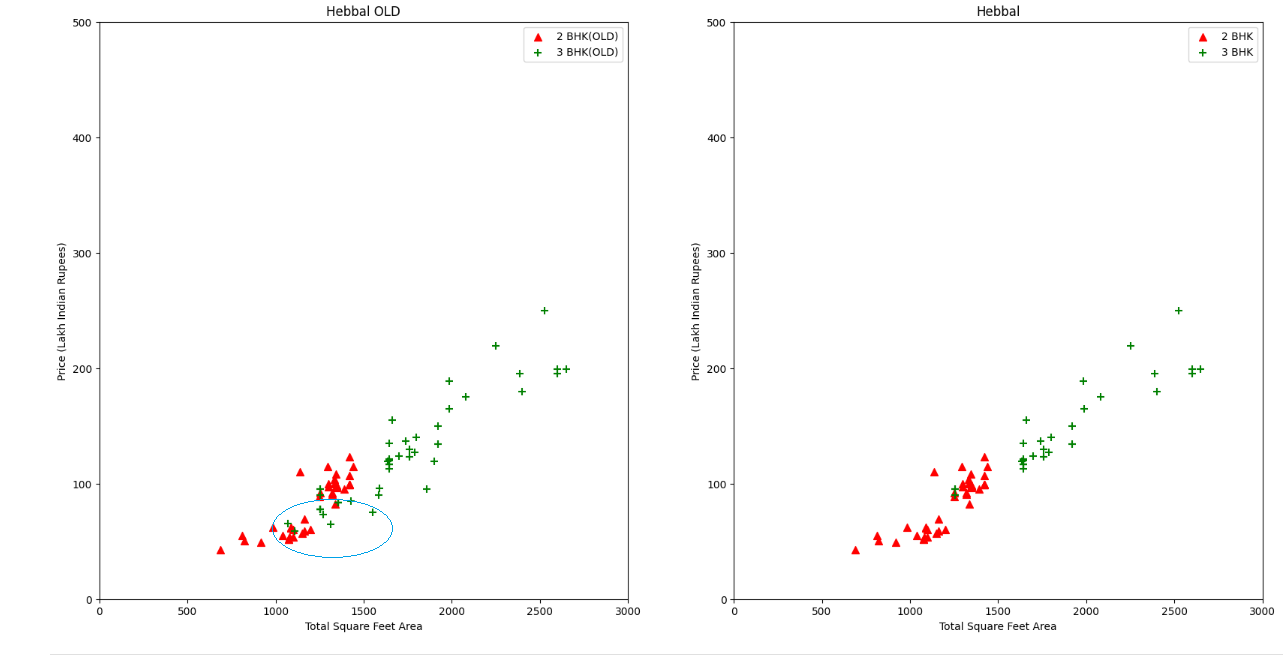 Hebbal OLD
500
400
300
200
100
0
0 500 1000 1500 2000 2500 3000
Price (Lakh Indian Rupees)
Total Square Feet Area
2 BHK(OLD)
3 BHK(OLD)
Hebbal
500
400
300
200
100
0
0 500 1000 1500 2000 2500 3000
Price (Lakh Indian Rupees)
Total Square Feet Area
2 BHK
3 BHK